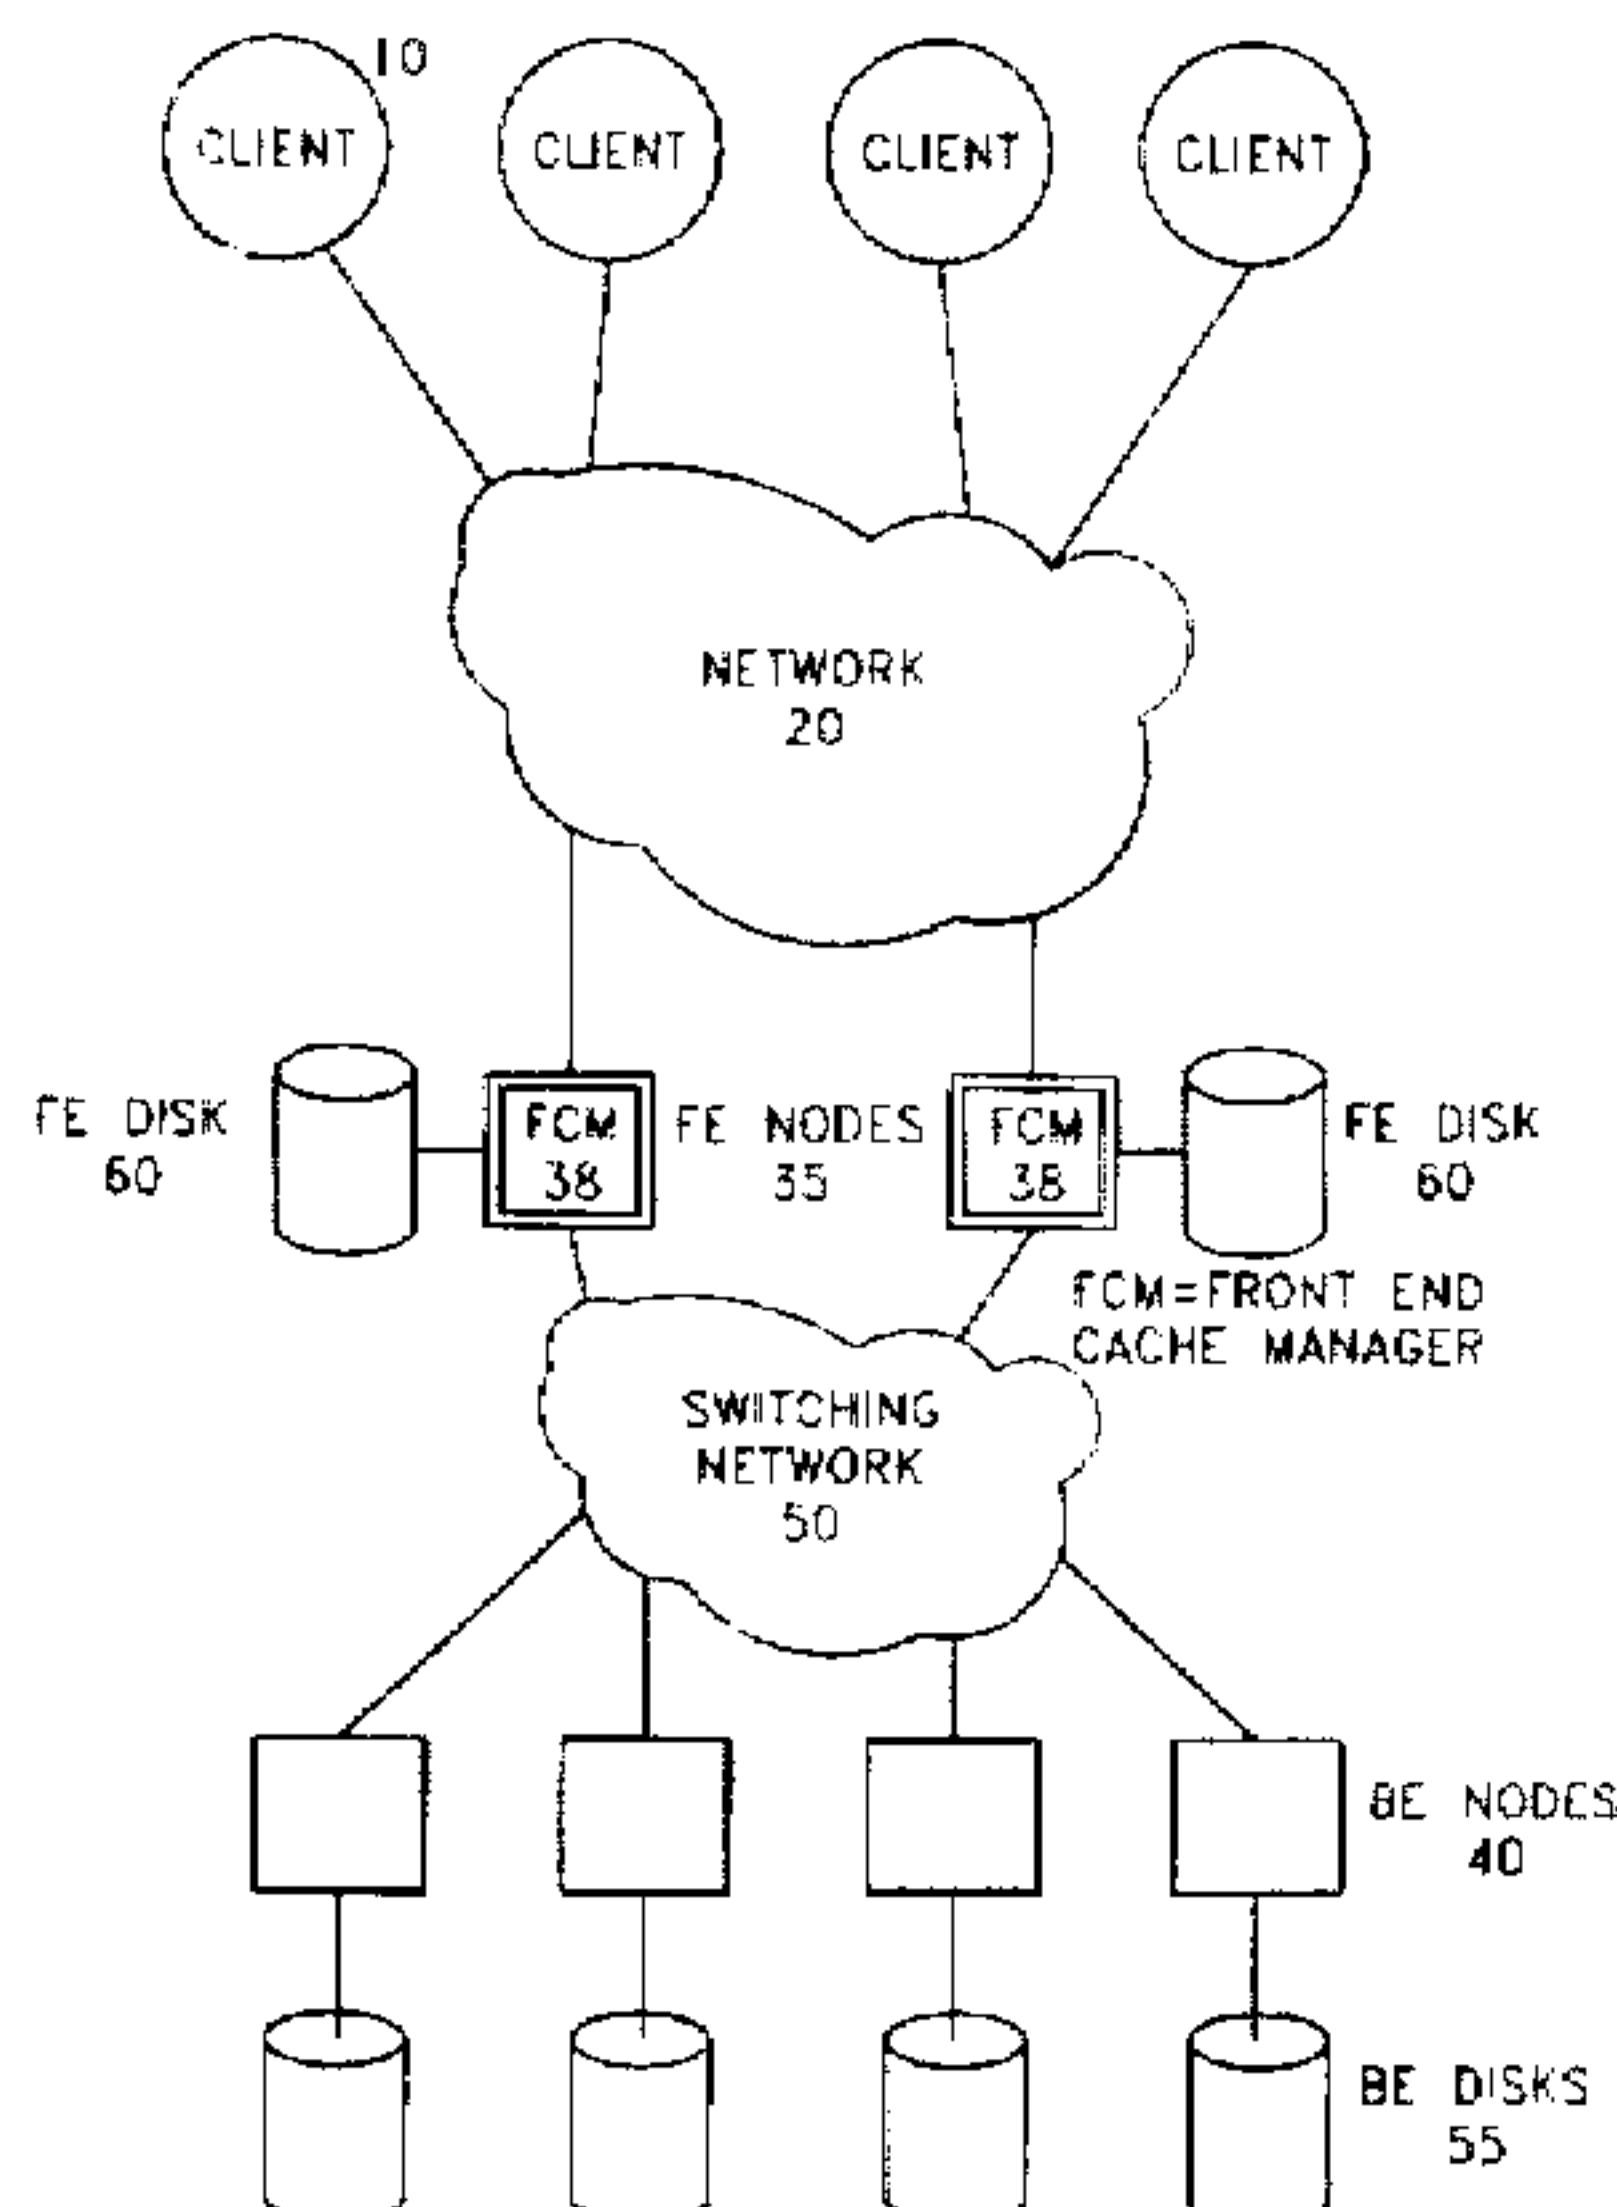 10
CLIENT CLIENT CLIENT CLIENT
NETWORK
20
FE DISK
60
FCM
38
FE NODES
35
FCM
38
FE DISK
60
FCM=FRONT END
CACHE MANAGER
SWITCHING
NETWORK
50
BE NODES
40
BE DISKS
55